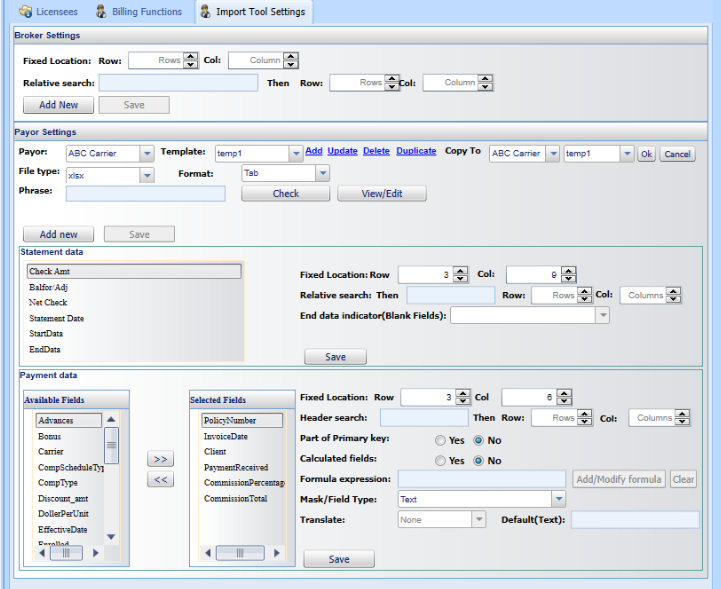 Licensees Billing Functions Import Tool Settings
Broker Settings
Fixed Location: Row: Rows Col: Column
Relative search: Then Row: Rows Col: Column
Add New Save
Payor Settings
Payor: ABC Carrier Template: temp1 Add Update Delete Duplicate Copy To ABC Carrier temp1 Ok Cancel
File type: xlsx Format: Tab
Phrase: Check View/Edit
Add new Save
Statement data
Check Amt
Balfor/Adj
Net Check
Statement Date
StartData
EndData
Fixed Location: Row 3 Col: 9
Relative search: Then Row: Rows Col: Columns
End data indicator(Blank Fields):
Save
Payment data
Available Fields
Advances
Bonus
Carrier
CompScheduleTyp
CompType
Discount_amt
DollerPerUnit
EffectiveDate
Enrolled
>>
<<
Selected Fields
PolicyNumber
InvoiceDate
Client
PaymentReceived
CommissionPercentage
CommissionTotal
Fixed Location: Row 3 Col 6
Header search: Then Row: Rows Col: Columns
Part of Primary key: Yes No
Calculated fields: Yes No
Formula expression: Add/Modify formula Clear
Mask/Field Type: Text
Translate: None Default(Text):
Save